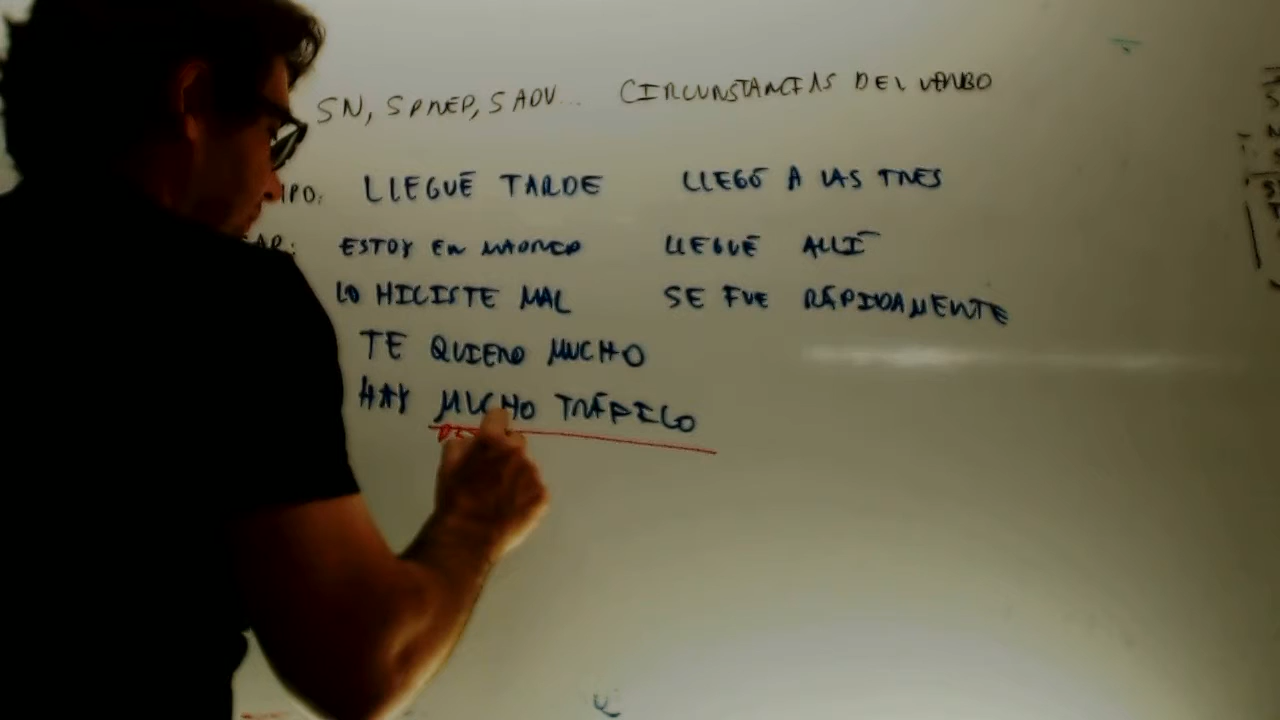 SN, SPREP, SADV... CIRCUNSTANCIAS DEL VERBO
LLEGUÉ TARDE LLEGÓ A LAS TRES
ESTOY EN MADRID LLEGUÉ ALLÍ
LO HICISTE MAL SE FUE RÁPIDAMENTE
TE QUIERO MUCHO
HAY MUCHO TRÁFICO